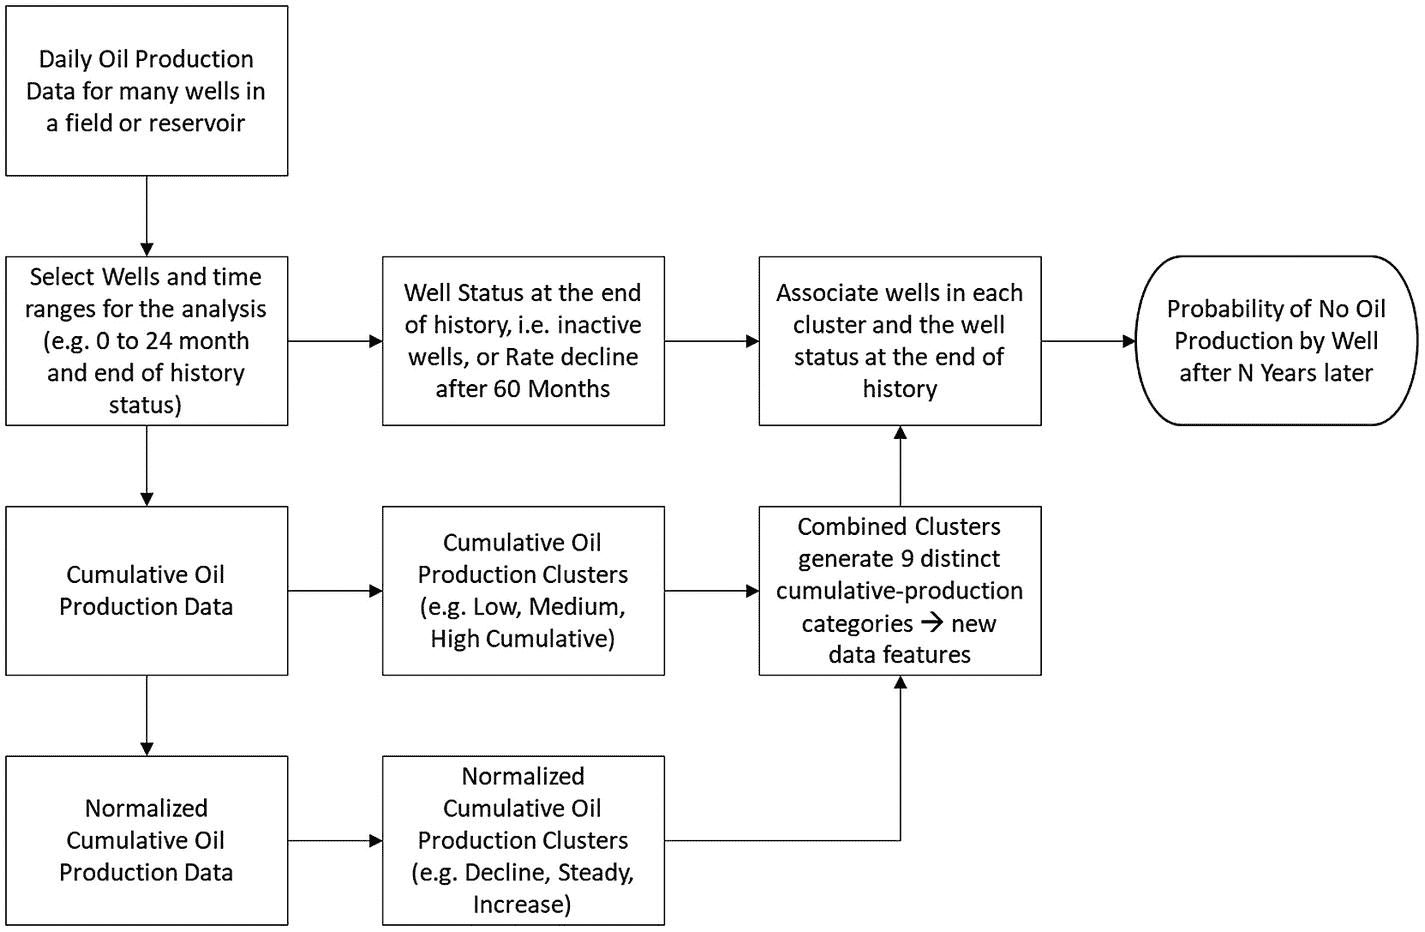 Daily Oil Production
Data for many wells in
a field or reservoir
Select Wells and time
ranges for the analysis
(e.g. 0 to 24 month
and end of history
status)
Well Status at the end
of history, i.e. inactive
wells, or Rate decline
after 60 Months
Associate wells in each
cluster and the well
status at the end of
history
Probability of No Oil
Production by Well
after N Years later
Cumulative Oil
Production Data
Cumulative Oil
Production Clusters
(e.g. Low, Medium,
High Cumulative)
Combined Clusters
generate 9 distinct
cumulative-production
categories → new
data features
Normalized
Cumulative Oil
Production Data
Normalized
Cumulative Oil
Production Clusters
(e.g. Decline, Steady,
Increase)